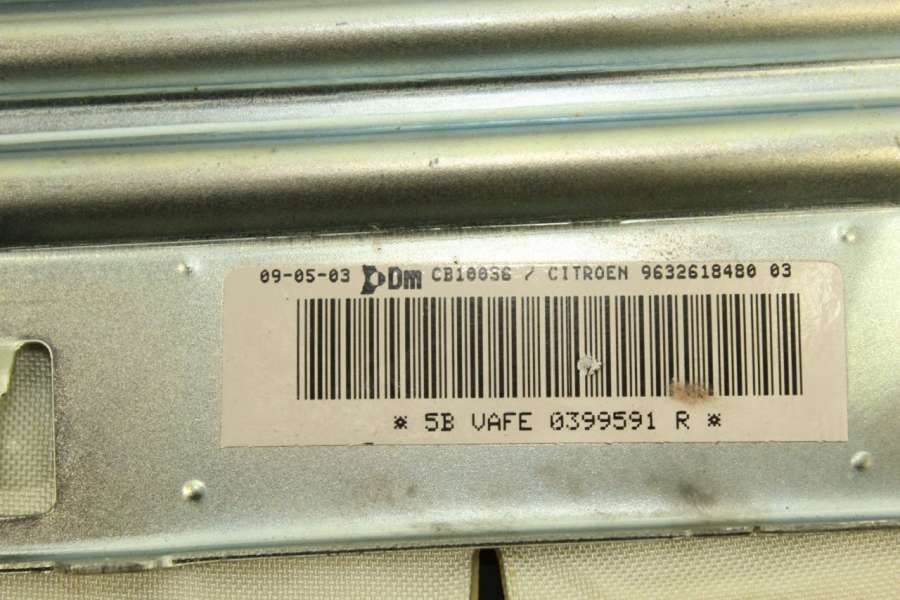 09-05-03 Dm CB10036 / CITROEN 9632618480 03
* 5B VAFE 0399591 R *